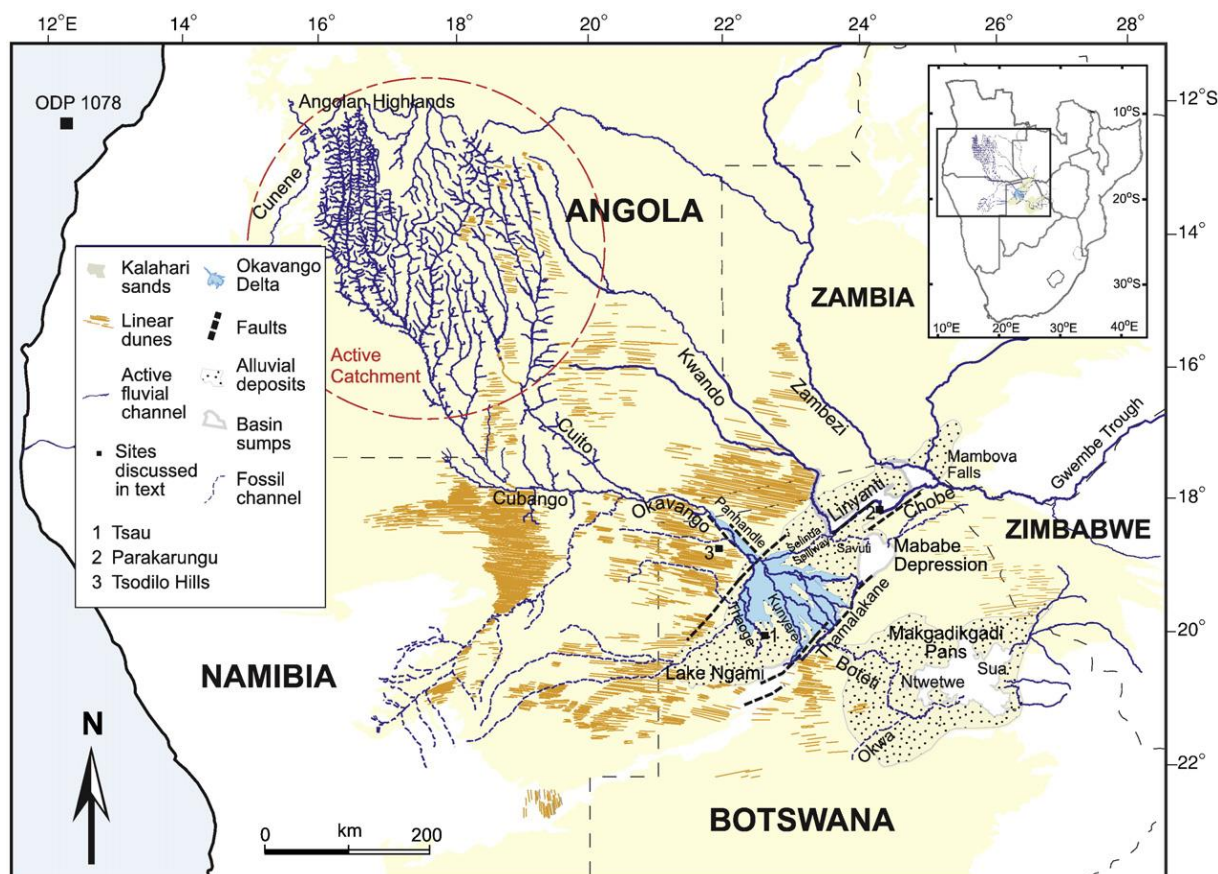 12°E
14°
16°
18°
20°
22°
24°
26°
28°
ODP 1078
Angolan Highlands
12°S
Cunene
ANGOLA
14°
ZAMBIA
10°S
20°S
30°S
10°E
20°E
30°E
40°E
Kalahari
sands
Okavango
Delta
Linear
dunes
Faults
Active
fluvial
channel
Alluvial
deposits
Basin
sumps
Sites
discussed
in text
Fossil
channel
1 Tsau
2 Parakarungu
3 Tsodilo Hills
Active
Catchment
Kwando
Zambezi
16°
Cuito
Mambova
Falls
Gwembe Trough
Cubango
Okavango
Panhandle
Linyanti
2
Chobe
18°
ZIMBABWE
3
Selinda
Spillway
Savuti
Mababe
Depression
Thaoge
Kunyere
1
Thamalakane
20°
NAMIBIA
Lake Ngami
Boteti
Makgadikgadi
Pans
Sua.
Ntwetwe
Okwa
22°
N
0 km 200
BOTSWANA